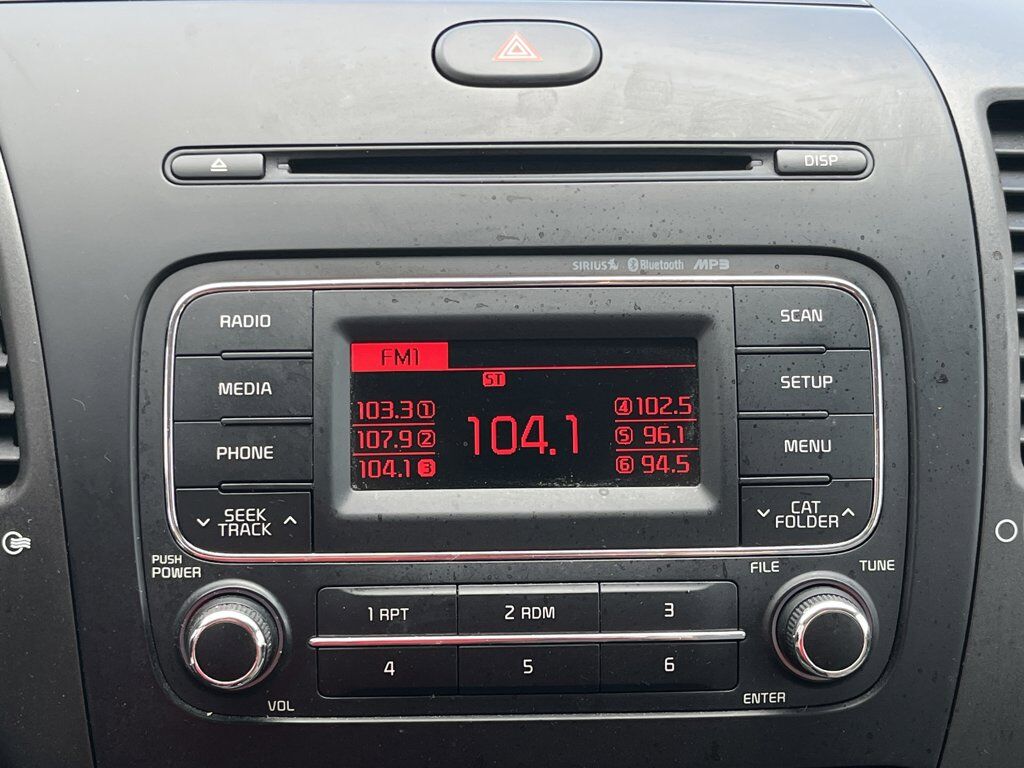 DISP
SIRIUS Bluetooth MP3
RADIO
MEDIA
PHONE
SEEK
TRACK
FM1
ST
103.3 1
107.9 2
104.1 3
104.1
4 102.5
5 96.1
6 94.5
SCAN
SETUP
MENU
CAT
FOLDER
PUSH
POWER
VOL
1 RPT
2 RDM
3
4
5
6
FILE
TUNE
ENTER